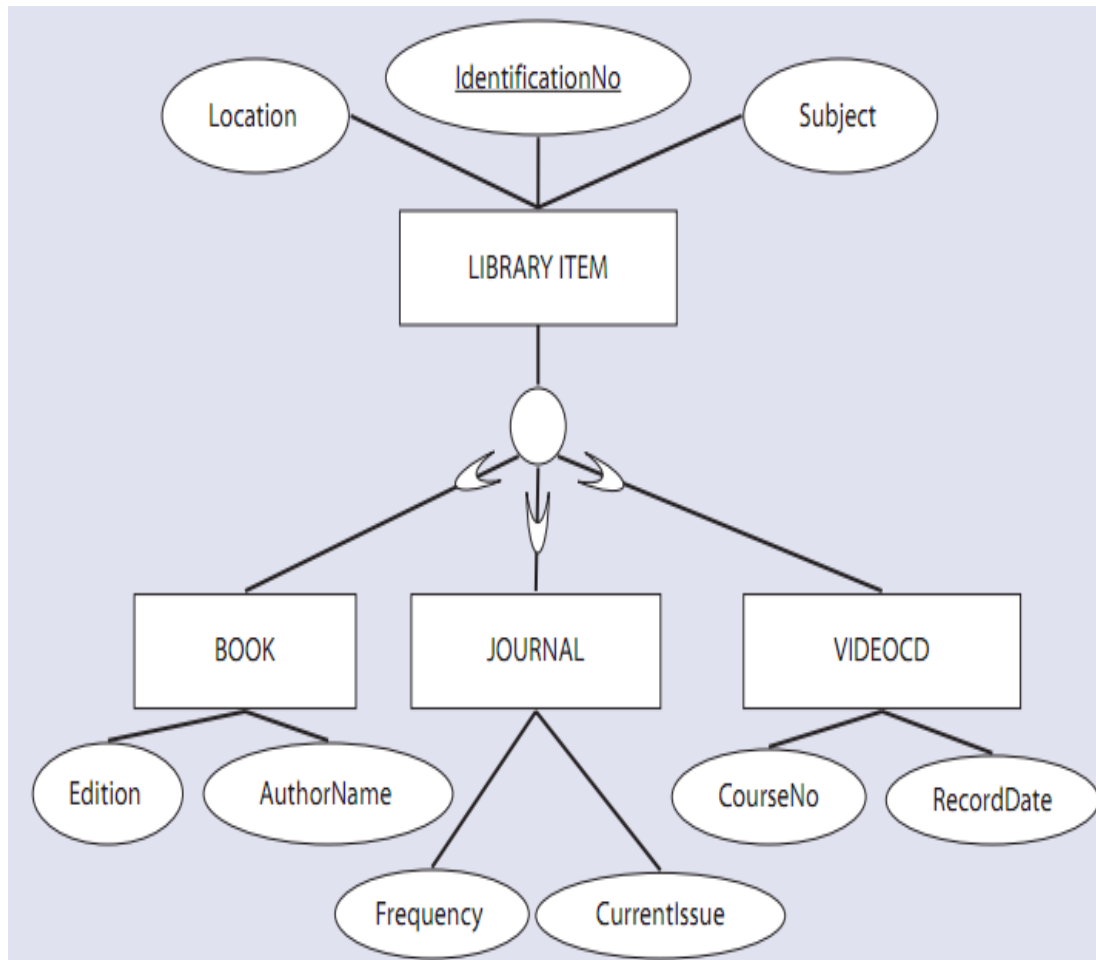 IdentificationNo
Location
Subject
LIBRARY ITEM
BOOK
JOURNAL
VIDEOCD
Edition
AuthorName
CourseNo
RecordDate
Frequency
CurrentIssue